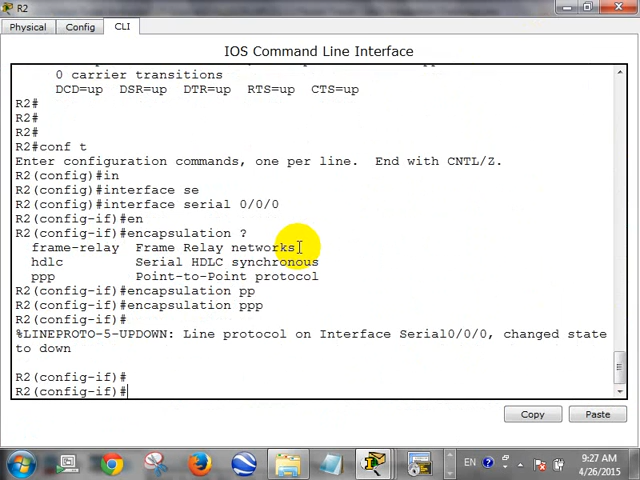 R2
Physical Config CLI
IOS Command Line Interface
0 carrier transitions
DCD=up DSR=up DTR=up RTS=up CTS=up
R2#
R2#
R2#
R2#conf t
Enter configuration commands, one per line. End with CNTL/Z.
R2(config)#in
R2(config)#interface se
R2(config)#interface serial 0/0/0
R2(config-if)#en
R2(config-if)#encapsulation ?
frame-relay Frame Relay networks
hdlc Serial HDLC synchronous
ppp Point-to-Point protocol
R2(config-if)#encapsulation pp
R2(config-if)#encapsulation ppp
R2(config-if)#
%LINEPROTO-5-UPDOWN: Line protocol on Interface Serial0/0/0, changed state
to down
R2(config-if)#
R2(config-if)#
Copy Paste
EN
9:27 AM
4/26/2015